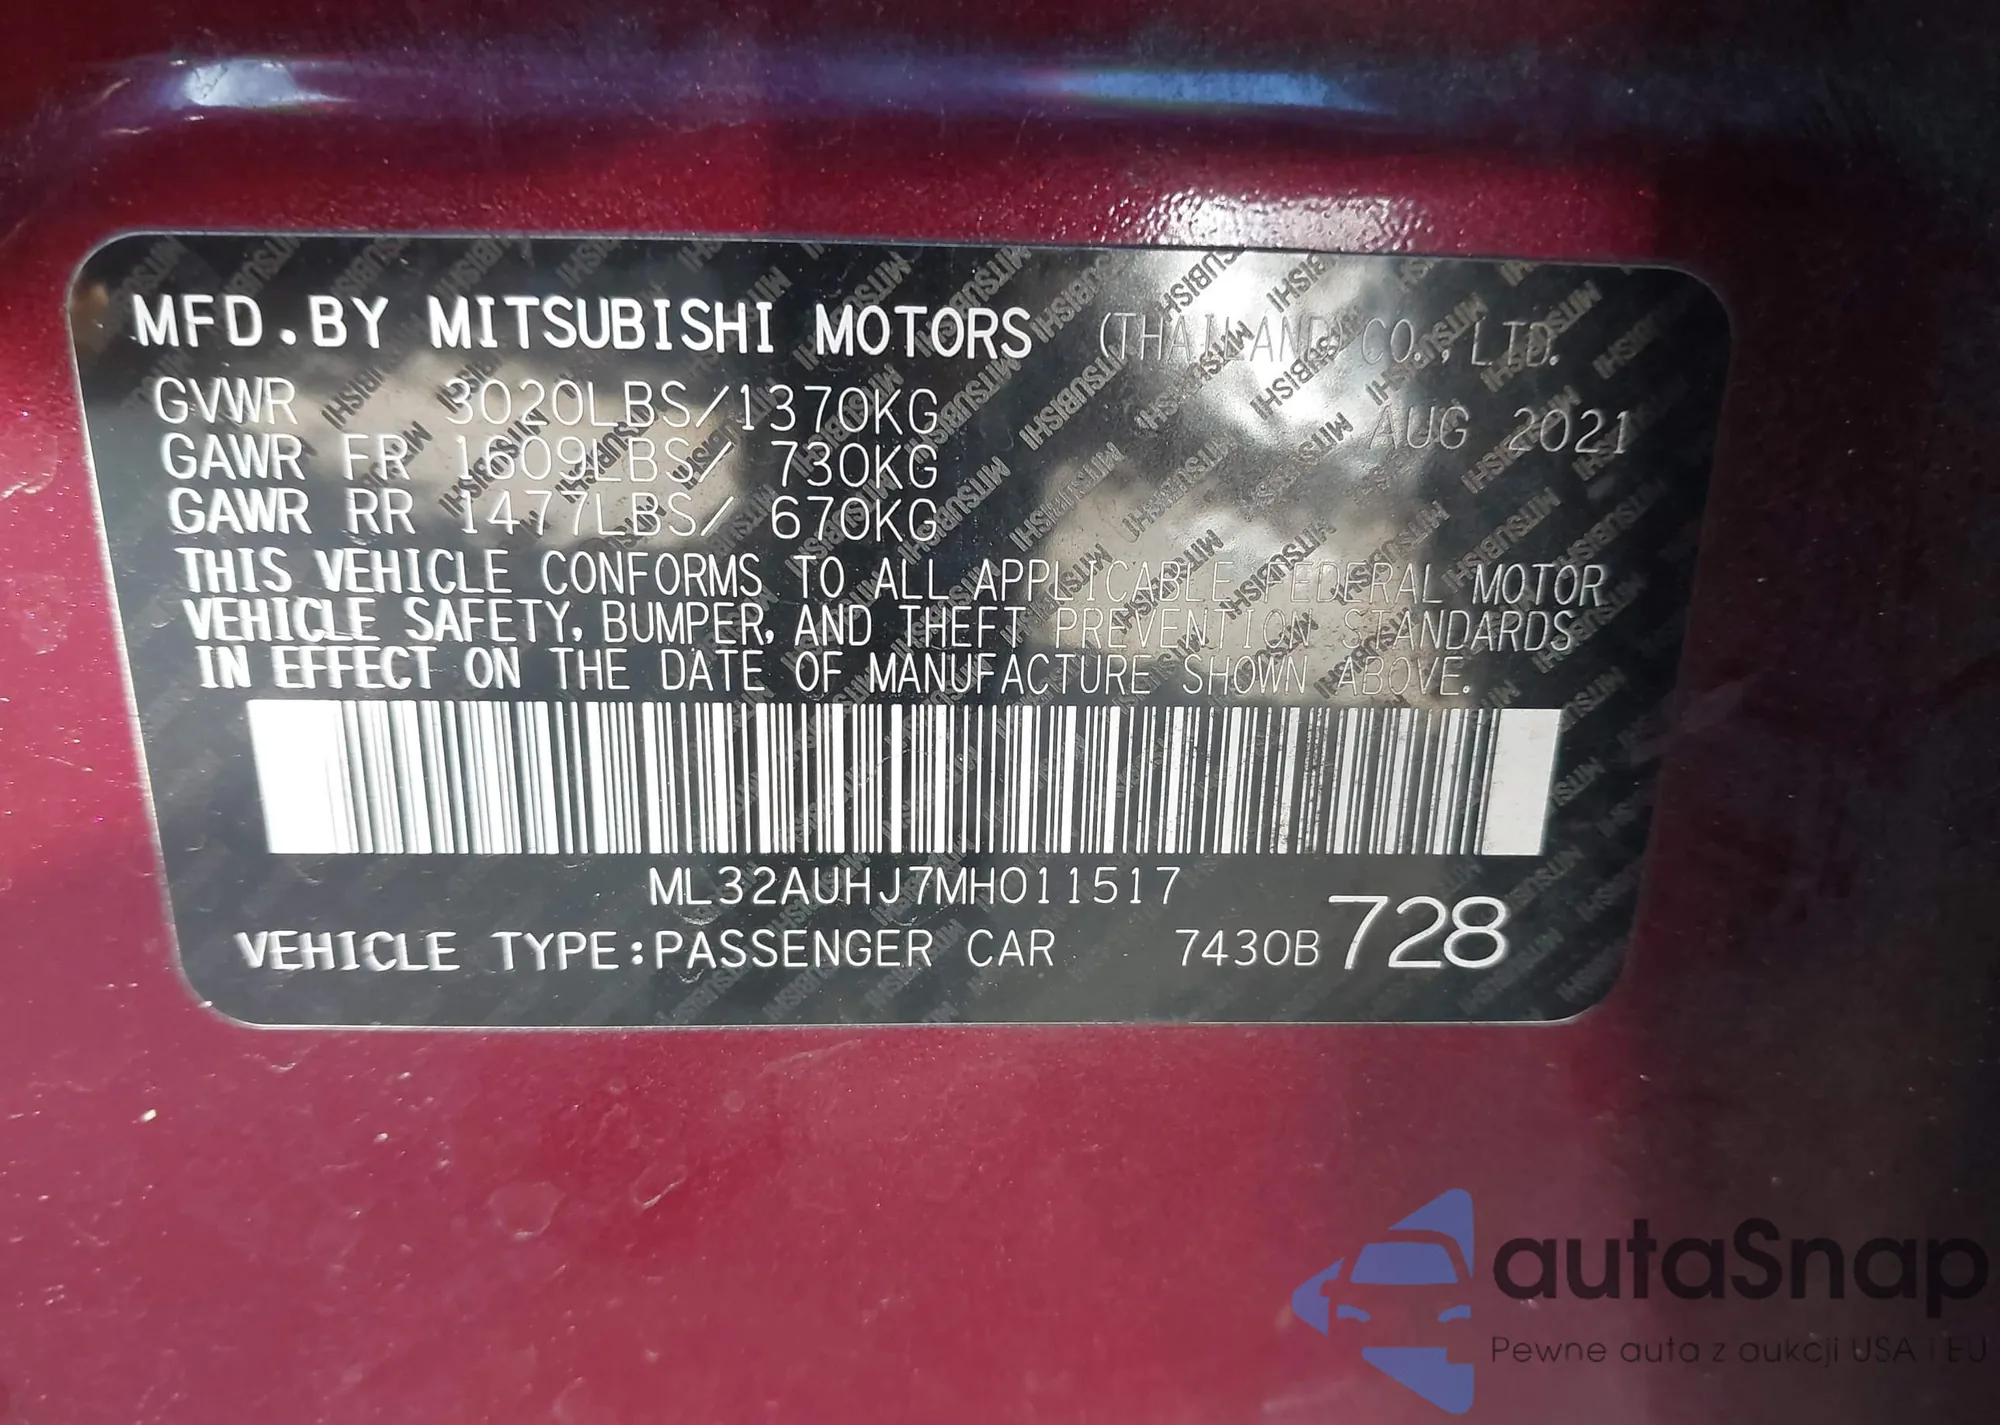 MFD.BY MITSUBISHI MOTORS (THAILAND) CO., LTD.
GVWR 3020LBS/1370KG AUG 2021
GAWR FR 1609LBS/ 730KG
GAWR RR 1477LBS/ 670KG
THIS VEHICLE CONFORMS TO ALL APPLICABLE FEDERAL MOTOR
VEHICLE SAFETY, BUMPER, AND THEFT PREVENTION STANDARDS
IN EFFECT ON THE DATE OF MANUFACTURE SHOWN ABOVE.
ML32AUHJ7MH011517
VEHICLE TYPE:PASSENGER CAR 7430B 728
autaSnap
Pewne auta z aukcji USA i EU